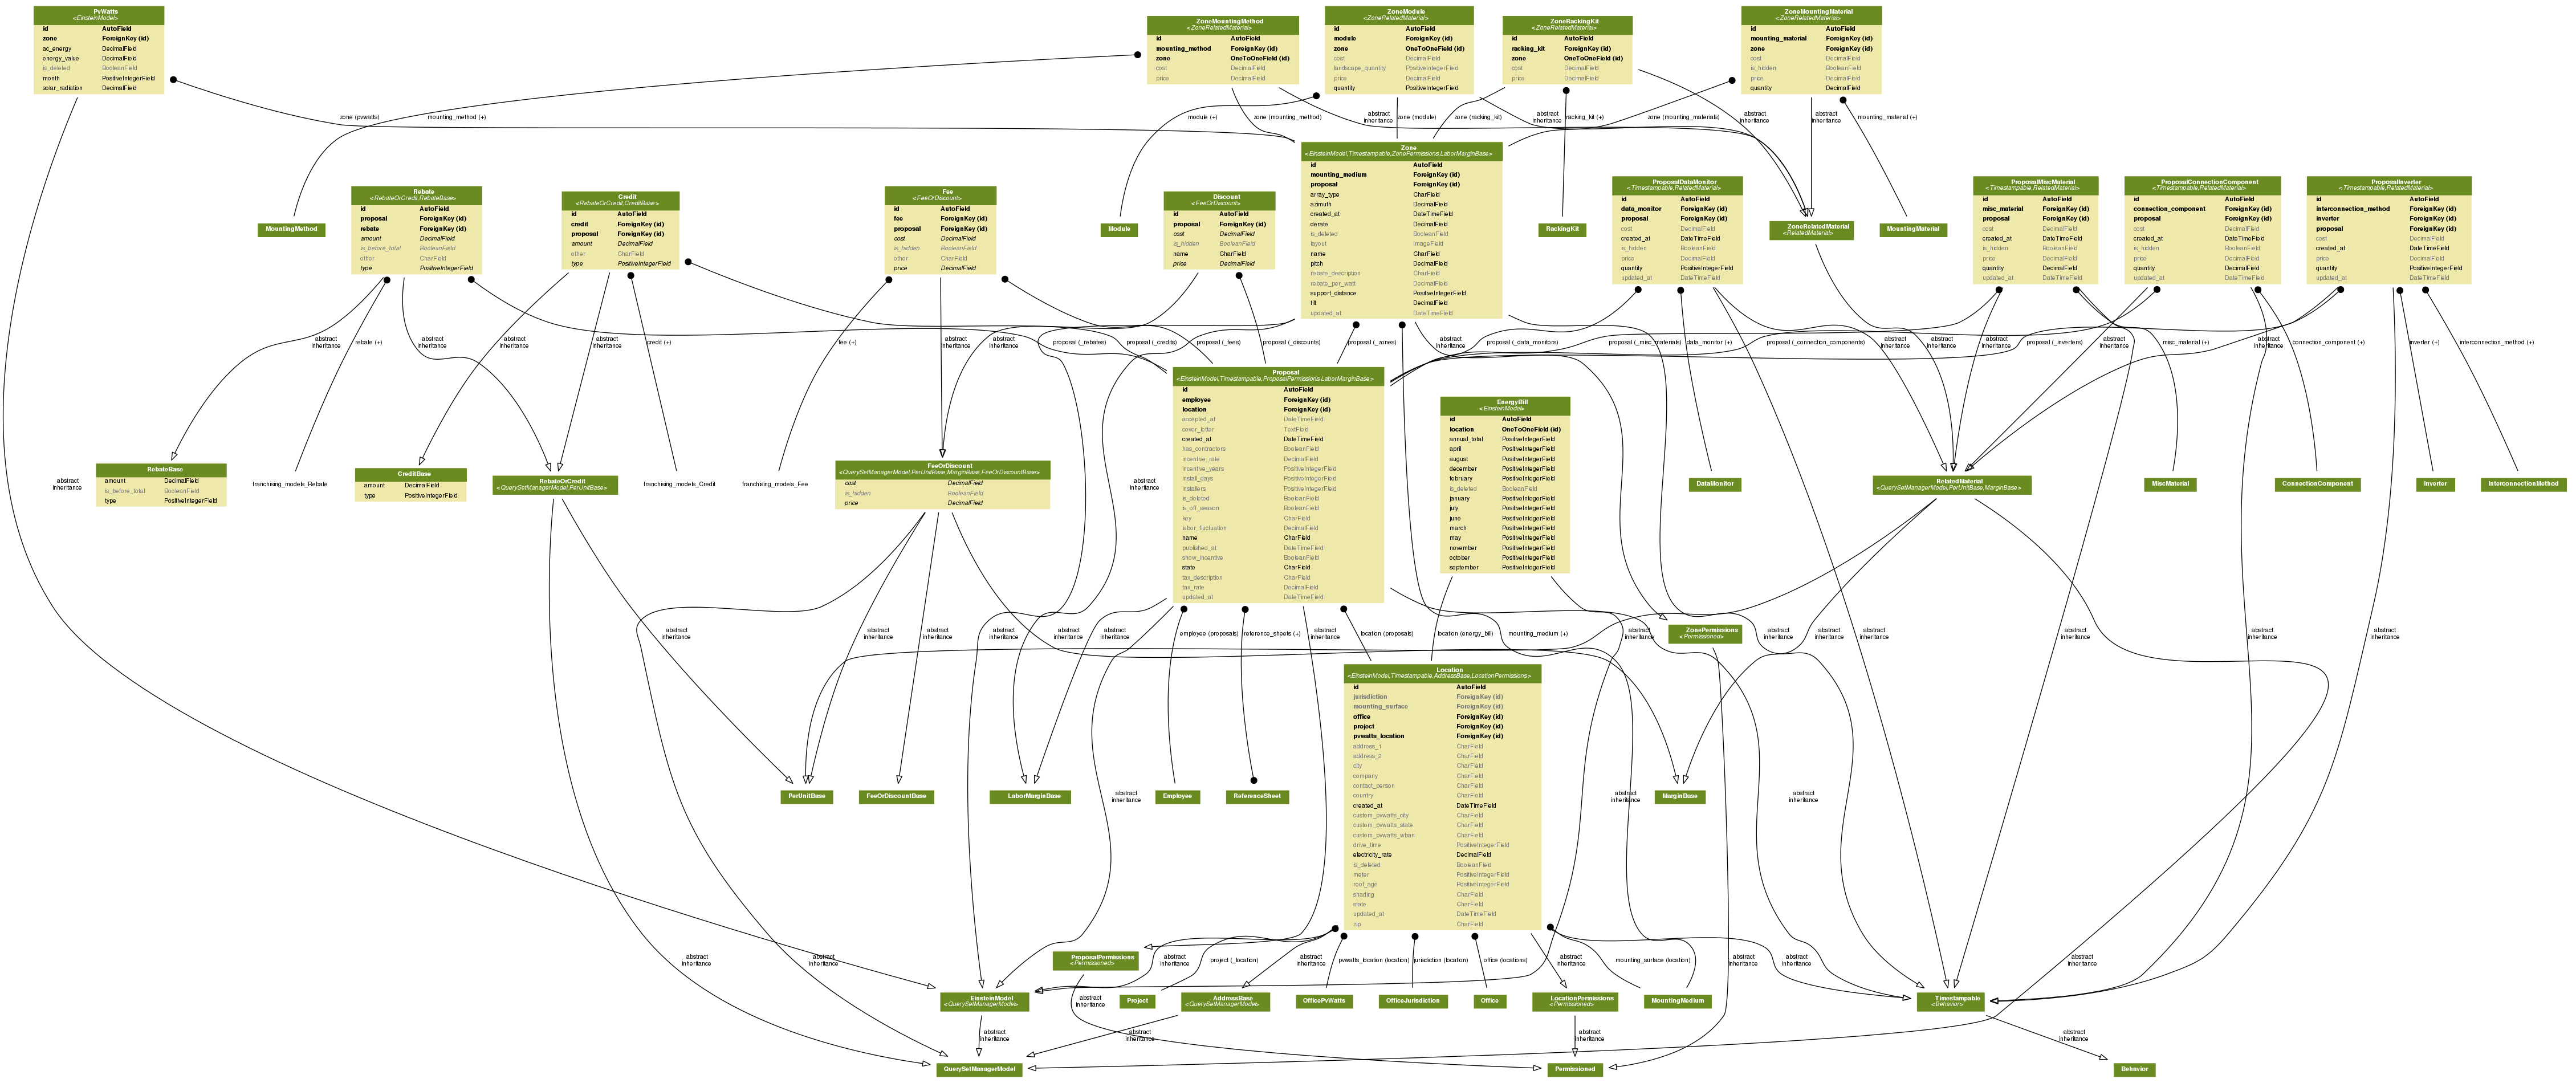 PvWatts
<EinsteinModel>
id AutoField
zone ForeignKey (id)
ac_energy DecimalField
energy_value DecimalField
is_deleted BooleanField
month PositiveIntegerField
solar_radiation DecimalField
ZoneMountingMethod
<ZoneRelatedMaterial>
id AutoField
mounting_method ForeignKey (id)
zone OneToOneField (id)
cost DecimalField
price DecimalField
ZoneModule
<ZoneRelatedMaterial>
id AutoField
module ForeignKey (id)
zone OneToOneField (id)
cost DecimalField
landscape_quantity PositiveIntegerField
price DecimalField
quantity PositiveIntegerField
ZoneRackingKit
<ZoneRelatedMaterial>
id AutoField
racking_kit ForeignKey (id)
zone OneToOneField (id)
cost DecimalField
price DecimalField
ZoneMountingMaterial
<ZoneRelatedMaterial>
id AutoField
mounting_material ForeignKey (id)
zone ForeignKey (id)
cost DecimalField
is_hidden BooleanField
price DecimalField
quantity DecimalField
zone (pvwatts)
mounting_method (+)
module (+)
zone (mounting_method)
abstract
inheritance
zone (module)
zone (racking_kit)
abstract
inheritance
racking_kit (+)
zone (mounting_materials)
abstract
inheritance
abstract
inheritance
mounting_material (+)
Rebate
<RebateOrCredit,RebateBase>
id AutoField
proposal ForeignKey (id)
rebate ForeignKey (id)
amount DecimalField
is_before_total BooleanField
other CharField
type PositiveIntegerField
Credit
<RebateOrCredit,CreditBase>
id AutoField
credit ForeignKey (id)
proposal ForeignKey (id)
amount DecimalField
other CharField
type PositiveIntegerField
Fee
<FeeOrDiscount>
id AutoField
fee ForeignKey (id)
proposal ForeignKey (id)
cost DecimalField
is_hidden BooleanField
other CharField
price DecimalField
Discount
<FeeOrDiscount>
id AutoField
proposal ForeignKey (id)
cost DecimalField
is_hidden BooleanField
name CharField
price DecimalField
Zone
<EinsteinModel,Timestampable,ZonePermissions,LaborMarginBase>
id AutoField
mounting_medium ForeignKey (id)
proposal ForeignKey (id)
array_type CharField
azimuth DecimalField
created_at DateTimeField
derate DecimalField
is_deleted BooleanField
layout ImageField
name CharField
pitch DecimalField
rebate_description CharField
rebate_per_watt DecimalField
support_distance PositiveIntegerField
tilt DecimalField
updated_at DateTimeField
ProposalDataMonitor
<Timestampable,RelatedMaterial>
id AutoField
data_monitor ForeignKey (id)
proposal ForeignKey (id)
cost DecimalField
created_at DateTimeField
is_hidden BooleanField
price DecimalField
quantity PositiveIntegerField
updated_at DateTimeField
ProposalMiscMaterial
<Timestampable,RelatedMaterial>
id AutoField
misc_material ForeignKey (id)
proposal ForeignKey (id)
cost DecimalField
created_at DateTimeField
is_hidden BooleanField
price DecimalField
quantity DecimalField
updated_at DateTimeField
ProposalConnectionComponent
<Timestampable,RelatedMaterial>
id AutoField
connection_component ForeignKey (id)
proposal ForeignKey (id)
cost DecimalField
created_at DateTimeField
is_hidden BooleanField
price DecimalField
quantity DecimalField
updated_at DateTimeField
ProposalInverter
<Timestampable,RelatedMaterial>
id AutoField
interconnection_method ForeignKey (id)
inverter ForeignKey (id)
proposal ForeignKey (id)
cost DecimalField
created_at DateTimeField
price DecimalField
quantity PositiveIntegerField
updated_at DateTimeField
MountingMethod
Module
RackingKit
ZoneRelatedMaterial
<RelatedMaterial>
MountingMaterial
abstract
inheritance
rebate (+)
abstract
inheritance
abstract
inheritance
abstract
inheritance
credit (+)
fee (+)
abstract
inheritance
abstract
inheritance
proposal (_rebates)
proposal (_credits)
proposal (_fees)
proposal (_discounts)
proposal (_zones)
abstract
inheritance
proposal (_data_monitors)
proposal (_misc_materials)
data_monitor (+)
proposal (_connection_components)
abstract
inheritance
abstract
inheritance
proposal (_inverters)
abstract
inheritance
misc_material (+)
abstract
inheritance
connection_component (+)
inverter (+)
interconnection_method (+)
Proposal
<EinsteinModel,Timestampable,ProposalPermissions,LaborMarginBase>
id AutoField
employee ForeignKey (id)
location ForeignKey (id)
accepted_at DateTimeField
cover_letter TextField
created_at DateTimeField
has_contractors BooleanField
incentive_rate DecimalField
incentive_years PositiveIntegerField
install_days PositiveIntegerField
installers PositiveIntegerField
is_deleted BooleanField
is_off_season BooleanField
key CharField
labor_fluctuation DecimalField
name CharField
published_at DateTimeField
show_incentive BooleanField
state CharField
tax_description CharField
tax_rate DecimalField
updated_at DateTimeField
EnergyBill
<EinsteinModel>
id AutoField
location OneToOneField (id)
annual_total PositiveIntegerField
april PositiveIntegerField
august PositiveIntegerField
december PositiveIntegerField
february PositiveIntegerField
is_deleted BooleanField
january PositiveIntegerField
july PositiveIntegerField
june PositiveIntegerField
march PositiveIntegerField
may PositiveIntegerField
november PositiveIntegerField
october PositiveIntegerField
september PositiveIntegerField
abstract
inheritance
RebateBase
amount DecimalField
is_before_total BooleanField
type PositiveIntegerField
franchising_models_Rebate
CreditBase
amount DecimalField
type PositiveIntegerField
RebateOrCredit
<QuerySetManagerModel,PerUnitBase>
franchising_models_Credit
franchising_models_Fee
FeeOrDiscount
<QuerySetManagerModel,PerUnitBase,MarginBase,FeeOrDiscountBase>
cost DecimalField
is_hidden BooleanField
price DecimalField
abstract
inheritance
DataMonitor
RelatedMaterial
<QuerySetManagerModel,PerUnitBase,MarginBase>
MiscMaterial
ConnectionComponent
Inverter
InterconnectionMethod
abstract
inheritance
abstract
inheritance
abstract
inheritance
abstract
inheritance
abstract
inheritance
abstract
inheritance
employee (proposals)
reference_sheets (+)
abstract
inheritance
location (proposals)
location (energy_bill)
mounting_medium (+)
abstract
inheritance
ZonePermissions
<Permissioned>
abstract
inheritance
abstract
inheritance
abstract
inheritance
abstract
inheritance
abstract
inheritance
abstract
inheritance
Location
<EinsteinModel,Timestampable,AddressBase,LocationPermissions>
id AutoField
jurisdiction ForeignKey (id)
mounting_surface ForeignKey (id)
office ForeignKey (id)
project ForeignKey (id)
pvwatts_location ForeignKey (id)
address_1 CharField
address_2 CharField
city CharField
company CharField
contact_person CharField
country CharField
created_at DateTimeField
custom_pvwatts_city CharField
custom_pvwatts_state CharField
custom_pvwatts_wban CharField
drive_time PositiveIntegerField
electricity_rate DecimalField
is_deleted BooleanField
meter PositiveIntegerField
roof_age PositiveIntegerField
shading CharField
state CharField
updated_at DateTimeField
zip CharField
PerUnitBase
FeeOrDiscountBase
LaborMarginBase
abstract
inheritance
Employee
ReferenceSheet
abstract
inheritance
MarginBase
abstract
inheritance
abstract
inheritance
abstract
inheritance
ProposalPermissions
<Permissioned>
abstract
inheritance
project (_location)
abstract
inheritance
pvwatts_location (location)
jurisdiction (location)
office (locations)
abstract
inheritance
mounting_surface (location)
abstract
inheritance
abstract
inheritance
abstract
inheritance
EinsteinModel
<QuerySetManagerModel>
abstract
inheritance
Project
AddressBase
<QuerySetManagerModel>
OfficePvWatts
OfficeJurisdiction
Office
LocationPermissions
<Permissioned>
MountingMedium
Timestampable
<Behavior>
abstract
inheritance
abstract
inheritance
abstract
inheritance
abstract
inheritance
QuerySetManagerModel
Permissioned
Behavior